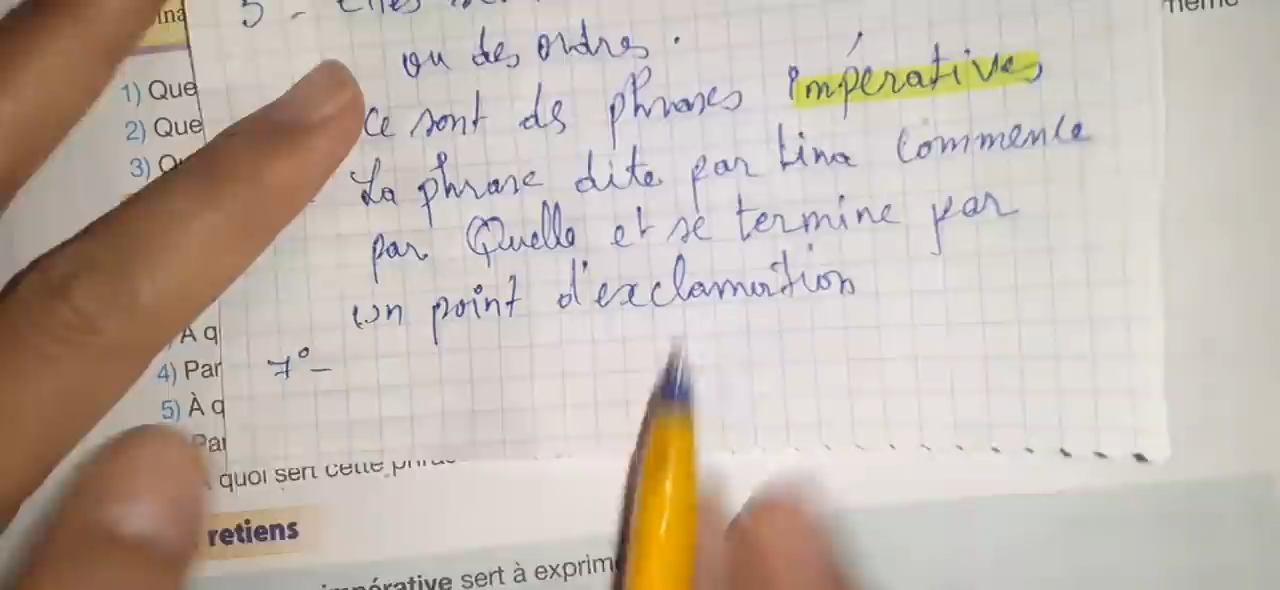 ou des ordres.
1) Que
ce sont des phrases impératives
2) Que
3)
La phrase dite par Lina commence
par Quelle et se termine par
un point d'exclamation
À q
7° -
4) Par
5) À q
Par
quoi sert cette
retiens
impérative sert à exprim